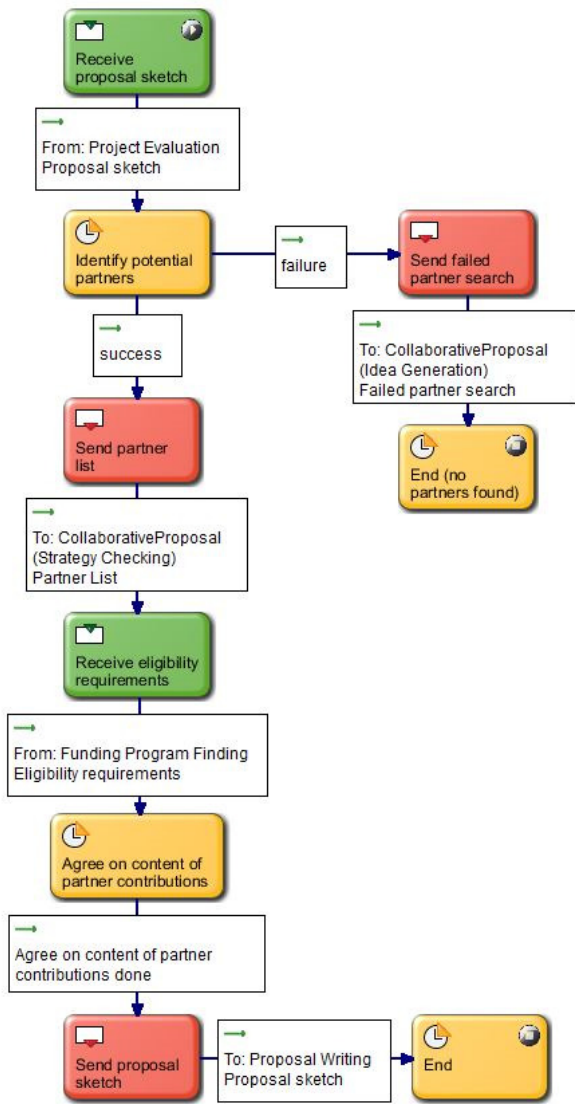 Receive
proposal sketch
From: Project Evaluation
Proposal sketch
Identify potential
partners
failure
Send failed
partner search
To: CollaborativeProposal
(Idea Generation)
Failed partner search
End (no
partners found)
success
Send partner
list
To: CollaborativeProposal
(Strategy Checking)
Partner List
Receive eligibility
requirements
From: Funding Program Finding
Eligibility requirements
Agree on content of
partner contributions
Agree on content of partner
contributions done
Send proposal
sketch
To: Proposal Writing
Proposal sketch
End